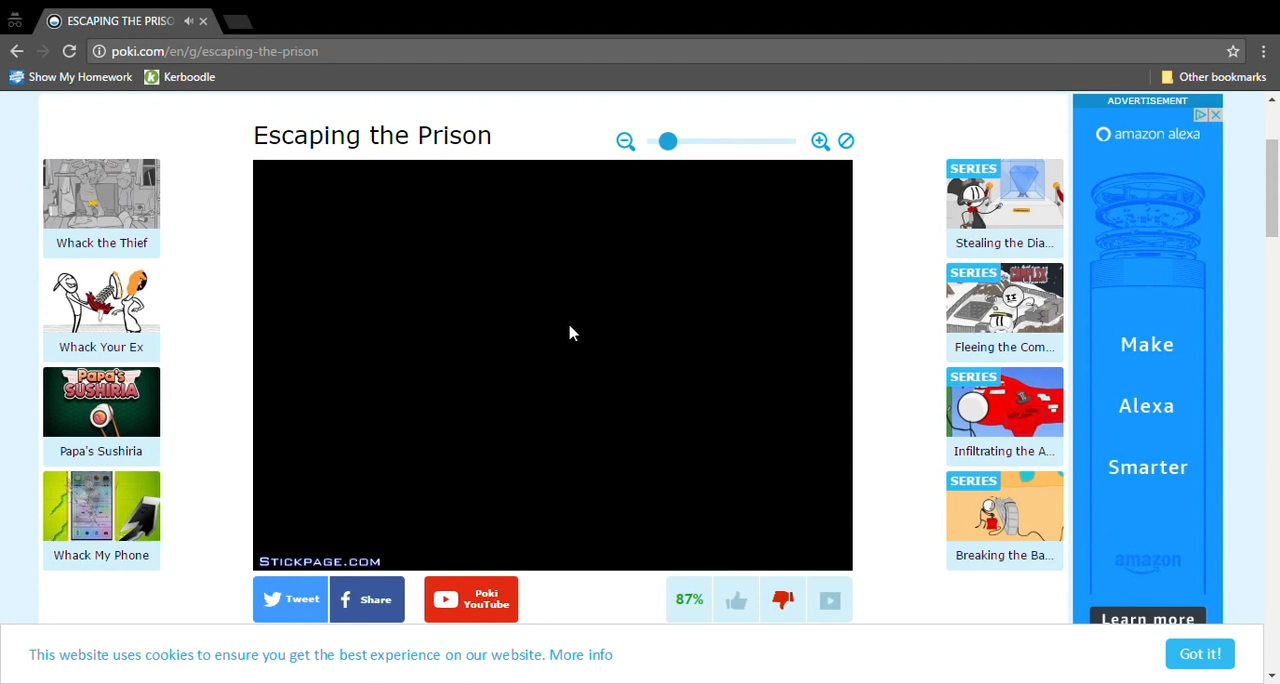 ESCAPING THE PRISO
poki.com/en/g/escaping-the-prison
Show My Homework
Kerboodle
Other bookmarks
Escaping the Prison
ADVERTISEMENT
amazon alexa
Whack the Thief
Whack Your Ex
PAPA'S SUSHIRIA
Papa's Sushiria
Whack My Phone
STICKPAGE.COM
SERIES
Stealing the Dia...
SERIES
COMPLEX
Fleeing the Com...
SERIES
Infiltrating the A...
SERIES
Breaking the Ba...
Make
Alexa
Smarter
amazon
Learn more
Tweet
Share
Poki
YouTube
87%
This website uses cookies to ensure you get the best experience on our website. More info
Got it!